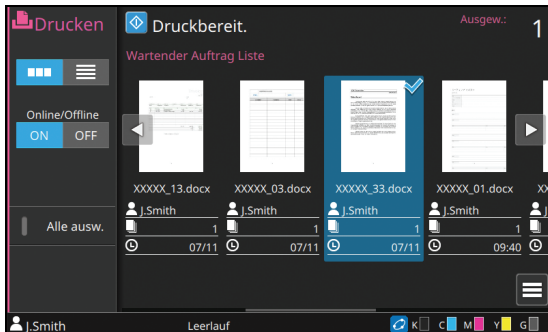 Drucken
Druckbereit.
Ausgew.: 1
Wartender Auftrag Liste
Online/Offline
ON OFF
Alle ausw.
XXXXX_13.docx XXXXX_03.docx XXXXX_33.docx XXXXX_01.docx XX
J.Smith J.Smith J.Smith J.Smith J
1 1 1 1
07/11 07/11 07/11 09:40
J.Smith Leerlauf K C M Y G